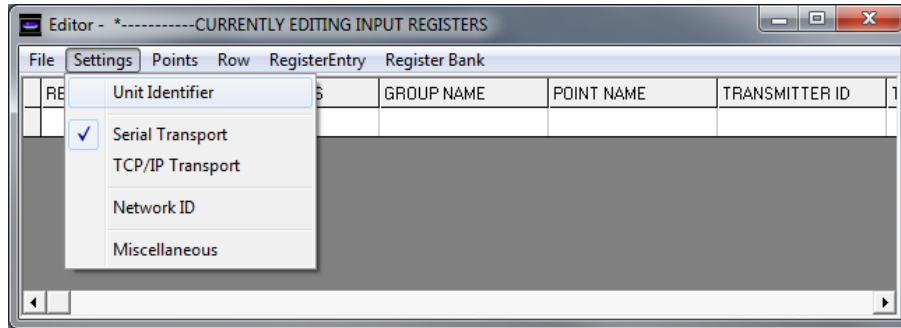 Editor - *-----------CURRENTLY EDITING INPUT REGISTERS
File Settings Points Row RegisterEntry Register Bank
GROUP NAME POINT NAME TRANSMITTER ID
Unit Identifier
Serial Transport
TCP/IP Transport
Network ID
Miscellaneous